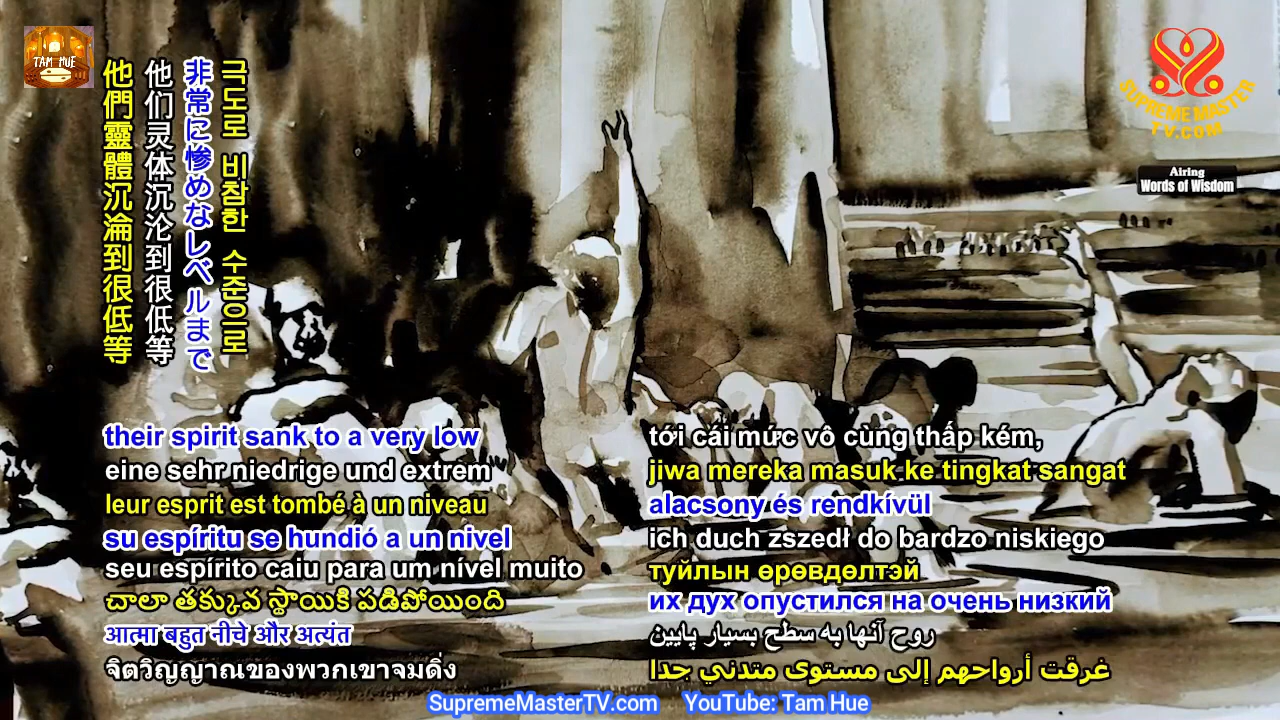 TAM HUE
SUPREME MASTER
TV.COM
Airing
Words of Wisdom
극도로 비참한 수준으로
非常に惨めなレベルまで
他们灵体沉沦到很低等
他們靈體沉淪到很低等
their spirit sank to a very low
eine sehr niedrige und extrem
leur esprit est tombé à un niveau
su espíritu se hundió a un nivel
seu espírito caiu para um nível muito
చాలా తక్కువ స్థాయికి పడిపోయింది
आत्मा बहुत नीचे और अत्यंत
จิตวิญญาณของพวกเขาจมดิ่ง
tới cái mức vô cùng thấp kém,
jiwa mereka masuk ke tingkat sangat
alacsony és rendkívül
ich duch zszedł do bardzo niskiego
туйлын өрөвдөлтэй
их дух опустился на очень низкий
روح آنها به سطح بسیار پایین
غرقت أرواحهم إلى مستوى متدني جدا
SupremeMasterTV.com YouTube: Tam Hue